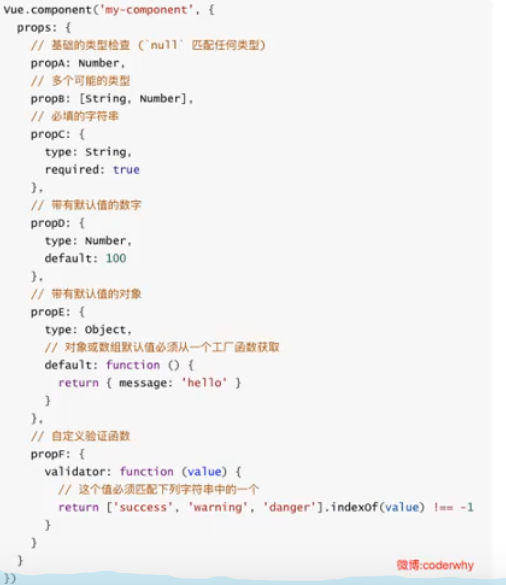 Vue.component('my-component', {
  props: {
    // 基础的类型检查 (`null` 匹配任何类型)
    propA: Number,
    // 多个可能的类型
    propB: [String, Number],
    // 必填的字符串
    propC: {
      type: String,
      required: true
    },
    // 带有默认值的数字
    propD: {
      type: Number,
      default: 100
    },
    // 带有默认值的对象
    propE: {
      type: Object,
      // 对象或数组默认值必须从一个工厂函数获取
      default: function () {
        return { message: 'hello' }
      }
    },
    // 自定义验证函数
    propF: {
      validator: function (value) {
        // 这个值必须匹配下列字符串中的一个
        return ['success', 'warning', 'danger'].indexOf(value) !== -1
      }
    }
  }
微博:coderwhy
})